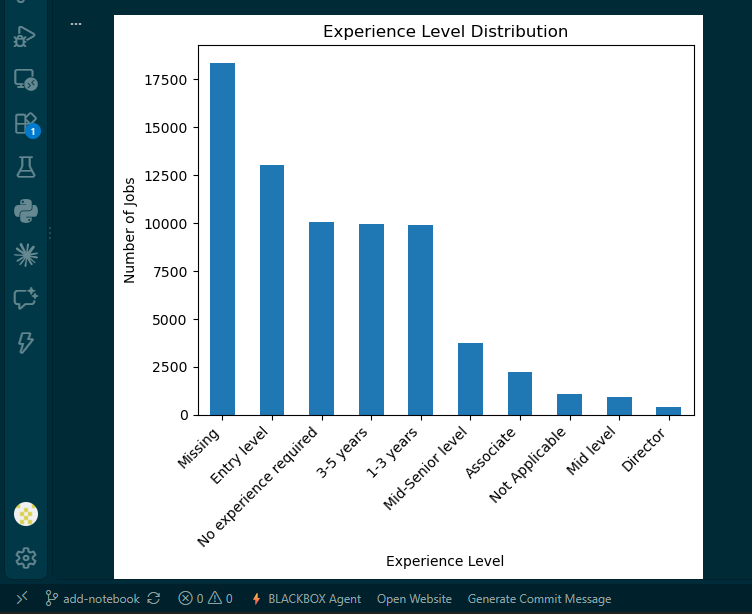 ...
Experience Level Distribution
17500
15000
12500
10000
7500
5000
2500
0
Number of Jobs
Missing
Entry level
No experience required
3-5 years
1-3 years
Mid-Senior level
Associate
Not Applicable
Mid level
Director
Experience Level
1
add-notebook 0 0 BLACKBOX Agent Open Website Generate Commit Message